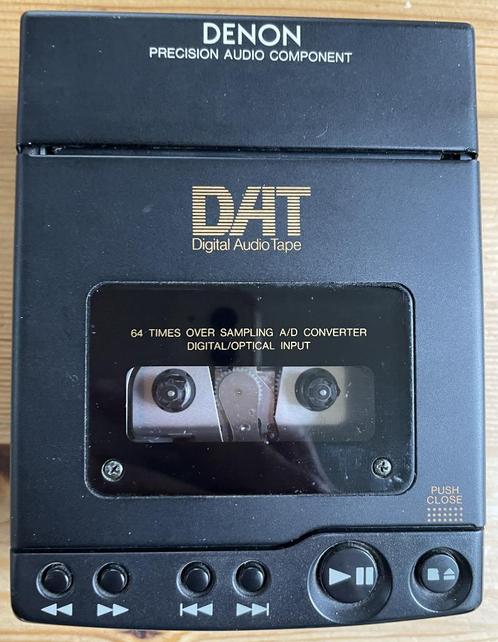 DENON
PRECISION AUDIO COMPONENT
DAT
Digital Audio Tape
64 TIMES OVER SAMPLING A/D CONVERTER
DIGITAL/OPTICAL INPUT
PUSH
CLOSE